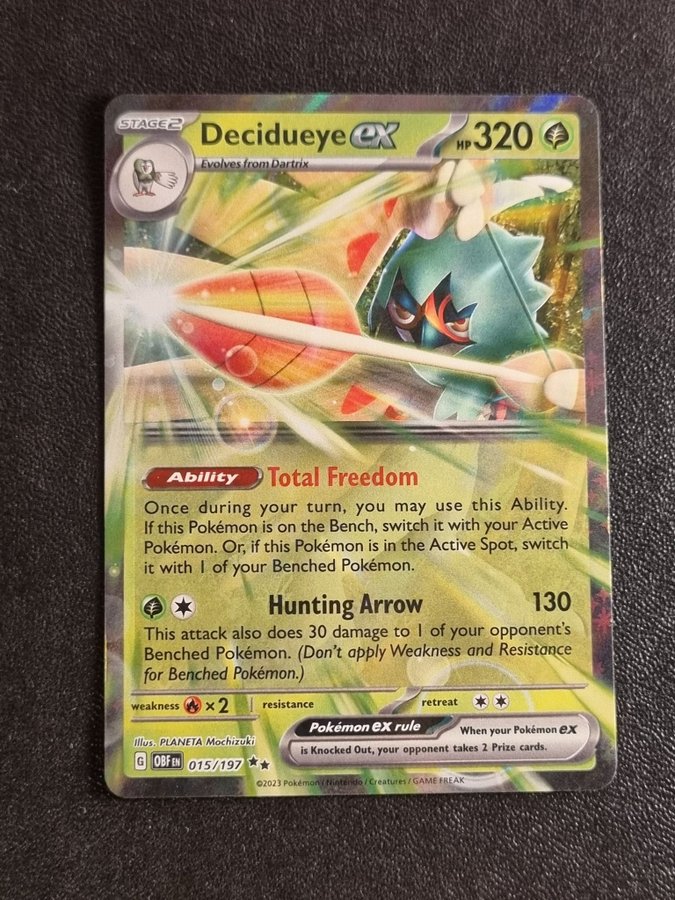 STAGE2
Decidueye ex
HP 320
Evolves from Dartrix
Ability Total Freedom
Once during your turn, you may use this Ability.
If this Pokémon is on the Bench, switch it with your Active
Pokémon. Or, if this Pokémon is in the Active Spot, switch
it with 1 of your Benched Pokémon.
Hunting Arrow 130
This attack also does 30 damage to 1 of your opponent's
Benched Pokémon. (Don't apply Weakness and Resistance
for Benched Pokémon.)
weakness ×2 resistance retreat
Pokémon ex rule When your Pokémon ex
is Knocked Out, your opponent takes 2 Prize cards.
Illus. PLANETA Mochizuki
G OBF EN 015/197 ★★
©2023 Pokémon / Nintendo / Creatures / GAME FREAK